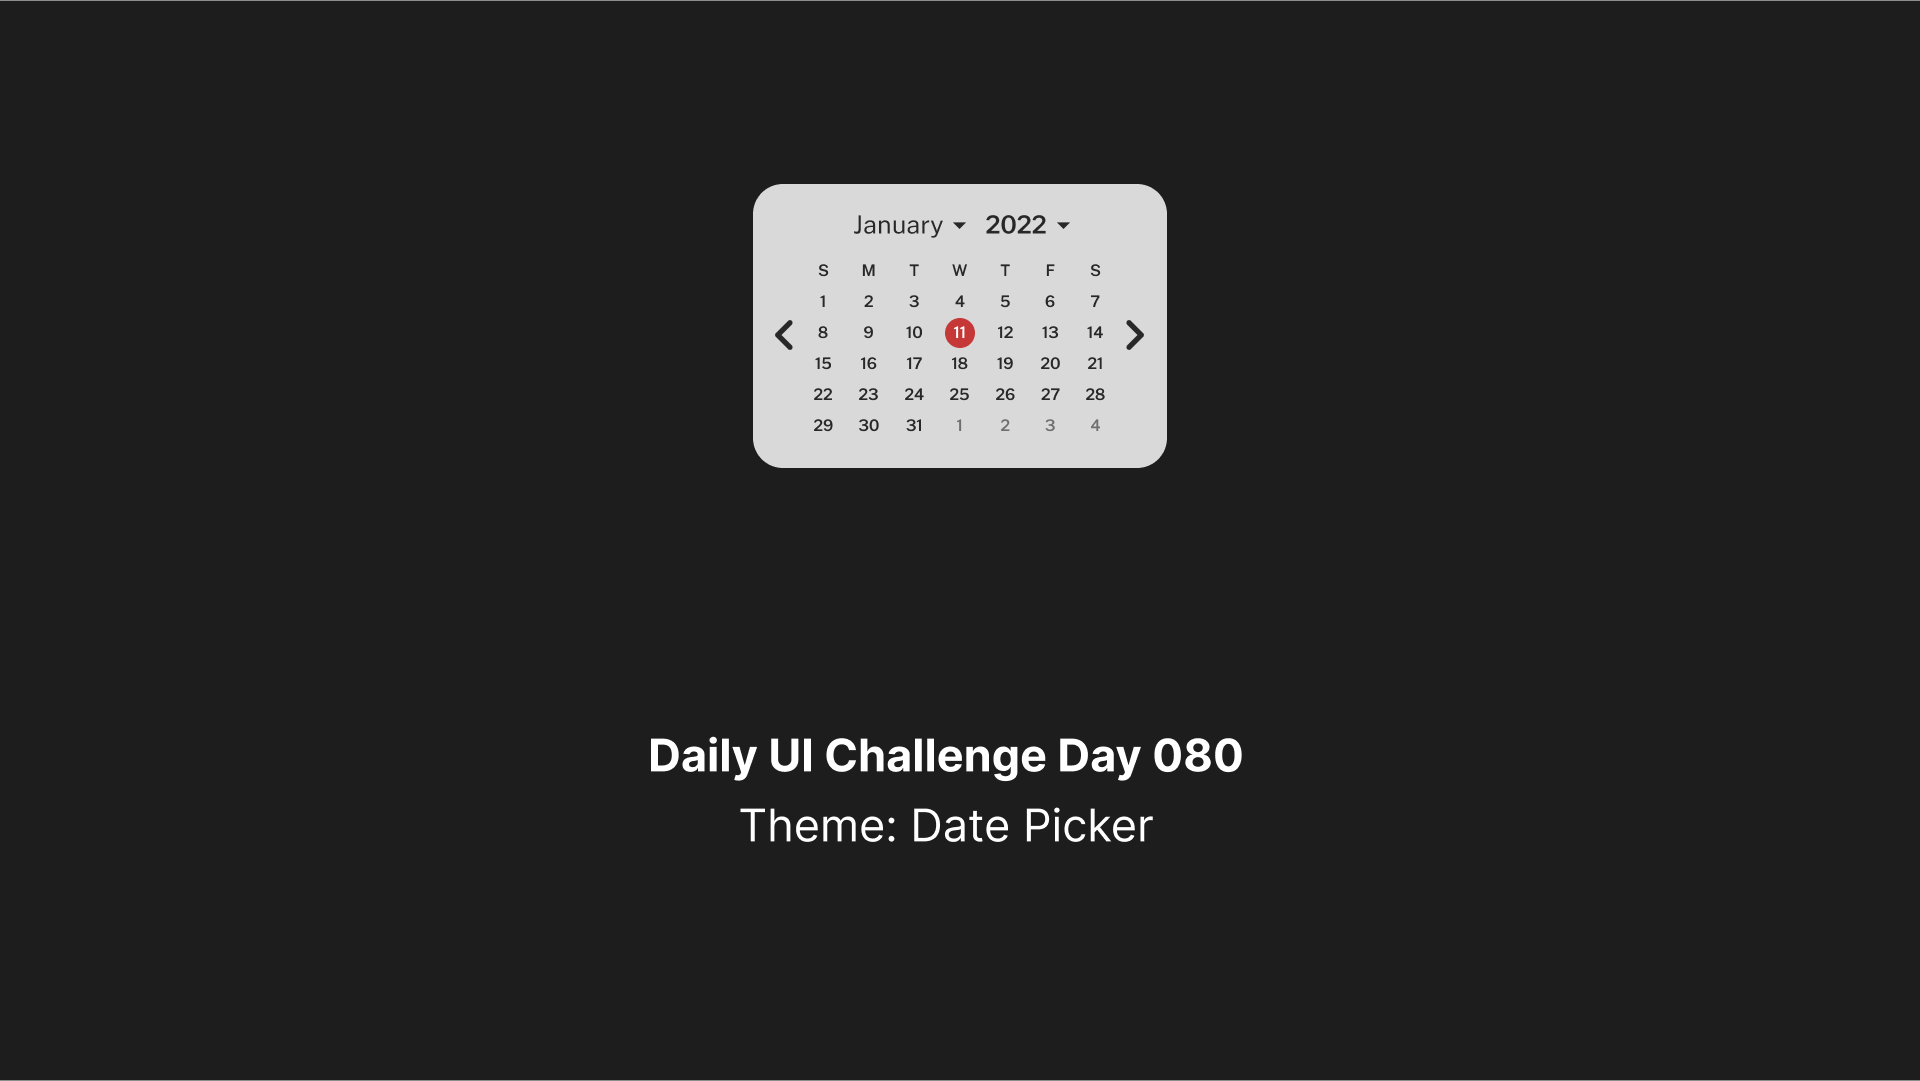 January 2022
S M T W T F S
1 2 3 4 5 6 7
8 9 10 11 12 13 14
15 16 17 18 19 20 21
22 23 24 25 26 27 28
29 30 31 1 2 3 4
Daily UI Challenge Day 080
Theme: Date Picker